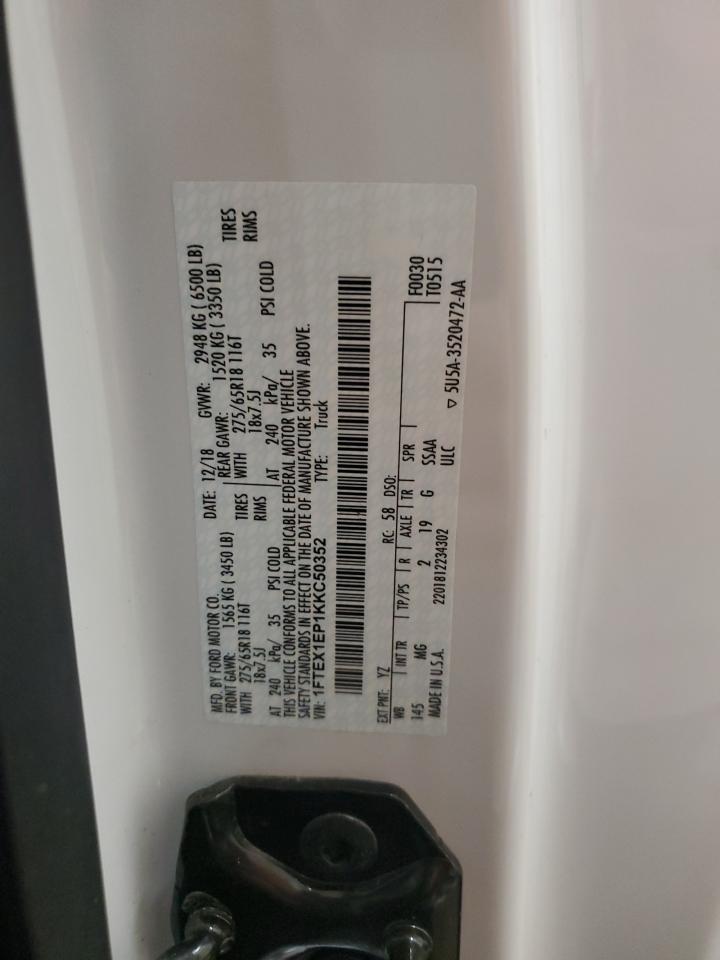 MFD. BY FORD MOTOR CO. DATE: 12/18 GVWR: 2948 KG ( 6500 LB)
FRONT GAWR: 1565 KG ( 3450 LB) REAR GAWR: 1520 KG ( 3350 LB)
WITH 275/65R18 116T TIRES WITH 275/65R18 116T TIRES
18x7.5J RIMS 18x7.5J RIMS
AT 240 kPa/ 35 PSI COLD AT 240 kPa/ 35 PSI COLD
THIS VEHICLE CONFORMS TO ALL APPLICABLE FEDERAL MOTOR VEHICLE
SAFETY STANDARDS IN EFFECT ON THE DATE OF MANUFACTURE SHOWN ABOVE.
VIN: 1FTEX1EP1KKC50352 TYPE: Truck
EXT PNT: YZ RC: 58 DSO:
WB INT TR TP/PS R AXLE TR SPR F0030
145 MG 2 19 G SSAA T0515
MADE IN U.S.A. 2201812234302 ULC
▽ 5U5A-3520472-AA